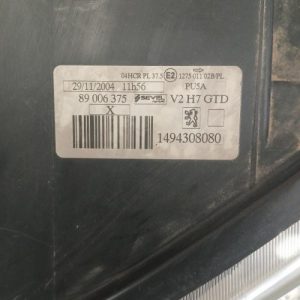 04HCR PL 37.5 E2 1275 011 02B/PL
29/11/2004 11h56 PU5A
89 006 375 SEVEL V2 H7 GTD
X
1494308080